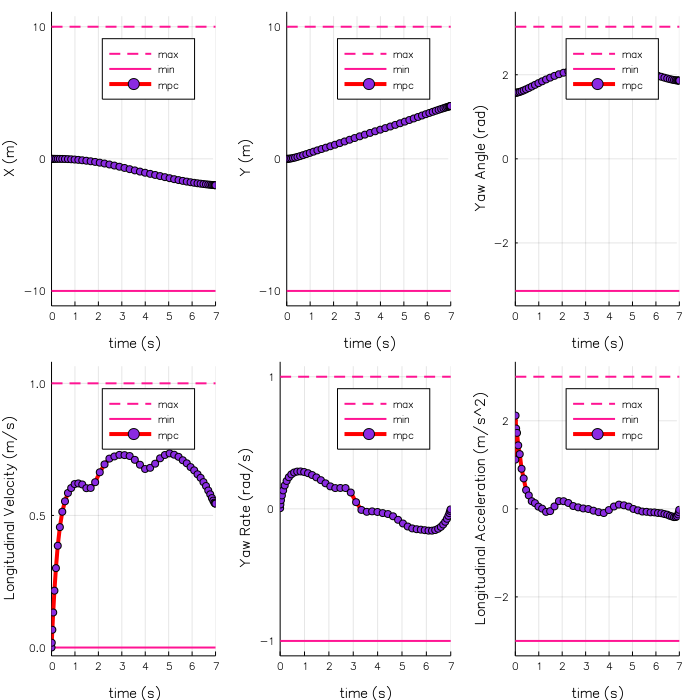 X (m)
10
0
−10
max
min
mpc
0 1 2 3 4 5 6 7
time (s)
Y (m)
10
0
−10
max
min
mpc
0 1 2 3 4 5 6 7
time (s)
Yaw Angle (rad)
2
0
−2
max
min
mpc
0 1 2 3 4 5 6 7
time (s)
Longitudinal Velocity (m/s)
1.0
0.5
0.0
max
min
mpc
0 1 2 3 4 5 6 7
time (s)
Yaw Rate (rad/s)
1
0
−1
max
min
mpc
0 1 2 3 4 5 6 7
time (s)
Longitudinal Acceleration (m/s^2)
2
0
−2
max
min
mpc
0 1 2 3 4 5 6 7
time (s)